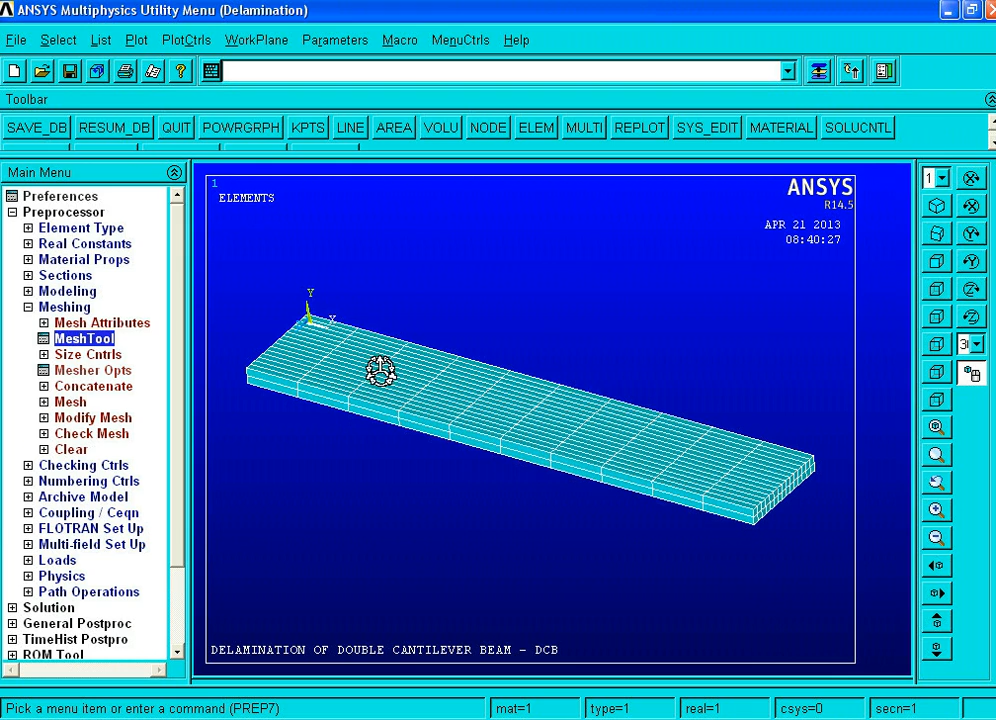 ANSYS Multiphysics Utility Menu (Delamination)
File Select List Plot PlotCtrls WorkPlane Parameters Macro MenuCtrls Help
Toolbar
SAVE_DB RESUM_DB QUIT POWRGRPH KPTS LINE AREA VOLU NODE ELEM MULTI REPLOT SYS_EDIT MATERIAL SOLUCNTL
Main Menu
Preferences
Preprocessor
Element Type
Real Constants
Material Props
Sections
Modeling
Meshing
Mesh Attributes
MeshTool
Size Cntrls
Mesher Opts
Concatenate
Mesh
Modify Mesh
Check Mesh
Clear
Checking Ctrls
Numbering Ctrls
Archive Model
Coupling / Ceqn
FLOTRAN Set Up
Multi-field Set Up
Loads
Physics
Path Operations
Solution
General Postproc
TimeHist Postpro
ROM Tool
1
ELEMENTS
ANSYS
R14.5
APR 21 2013
08:40:27
Y
X
DELAMINATION OF DOUBLE CANTILEVER BEAM - DCB
1
X
X
Y
Y
Z
Z
Pick a menu item or enter a command (PREP7)
mat=1
type=1
real=1
csys=0
secn=1